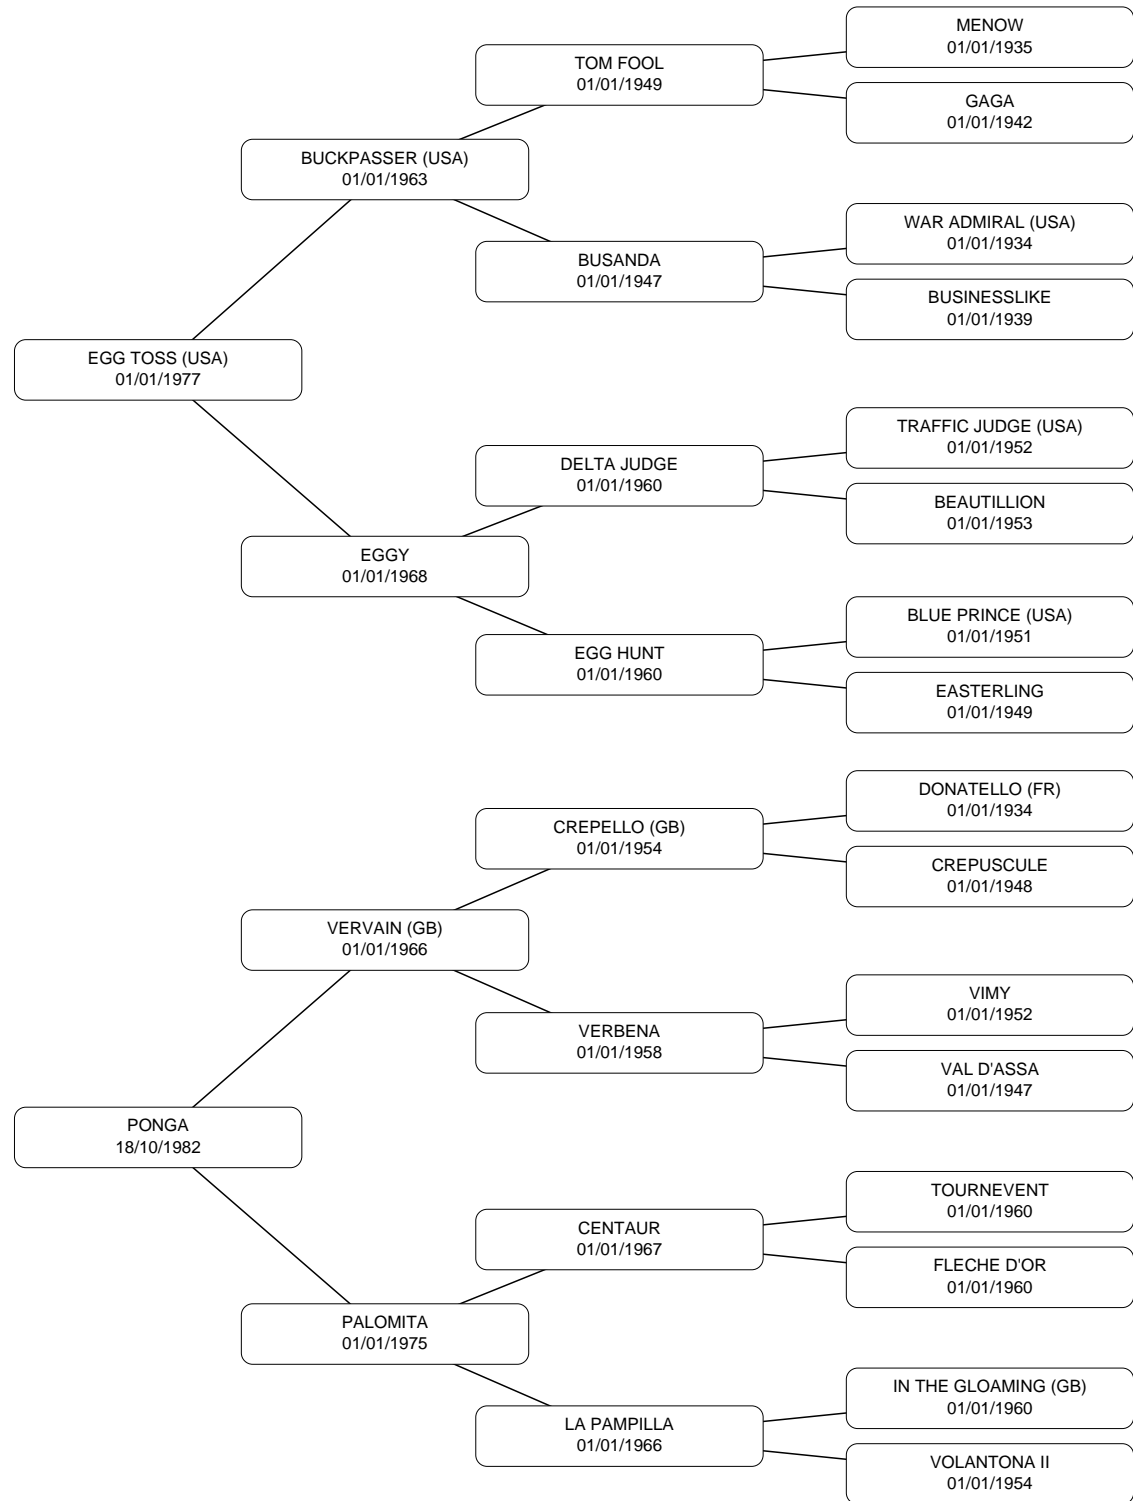 MENOW
01/01/1935
TOM FOOL
01/01/1949
GAGA
01/01/1942
BUCKPASSER (USA)
01/01/1963
WAR ADMIRAL (USA)
01/01/1934
BUSANDA
01/01/1947
BUSINESSLIKE
01/01/1939
EGG TOSS (USA)
01/01/1977
TRAFFIC JUDGE (USA)
01/01/1952
DELTA JUDGE
01/01/1960
BEAUTILLION
01/01/1953
EGGY
01/01/1968
BLUE PRINCE (USA)
01/01/1951
EGG HUNT
01/01/1960
EASTERLING
01/01/1949
DONATELLO (FR)
01/01/1934
CREPELLO (GB)
01/01/1954
CREPUSCULE
01/01/1948
VERVAIN (GB)
01/01/1966
VIMY
01/01/1952
VERBENA
01/01/1958
VAL D'ASSA
01/01/1947
PONGA
18/10/1982
TOURNEVENT
01/01/1960
CENTAUR
01/01/1967
FLECHE D'OR
01/01/1960
PALOMITA
01/01/1975
IN THE GLOAMING (GB)
01/01/1960
LA PAMPILLA
01/01/1966
VOLANTONA II
01/01/1954